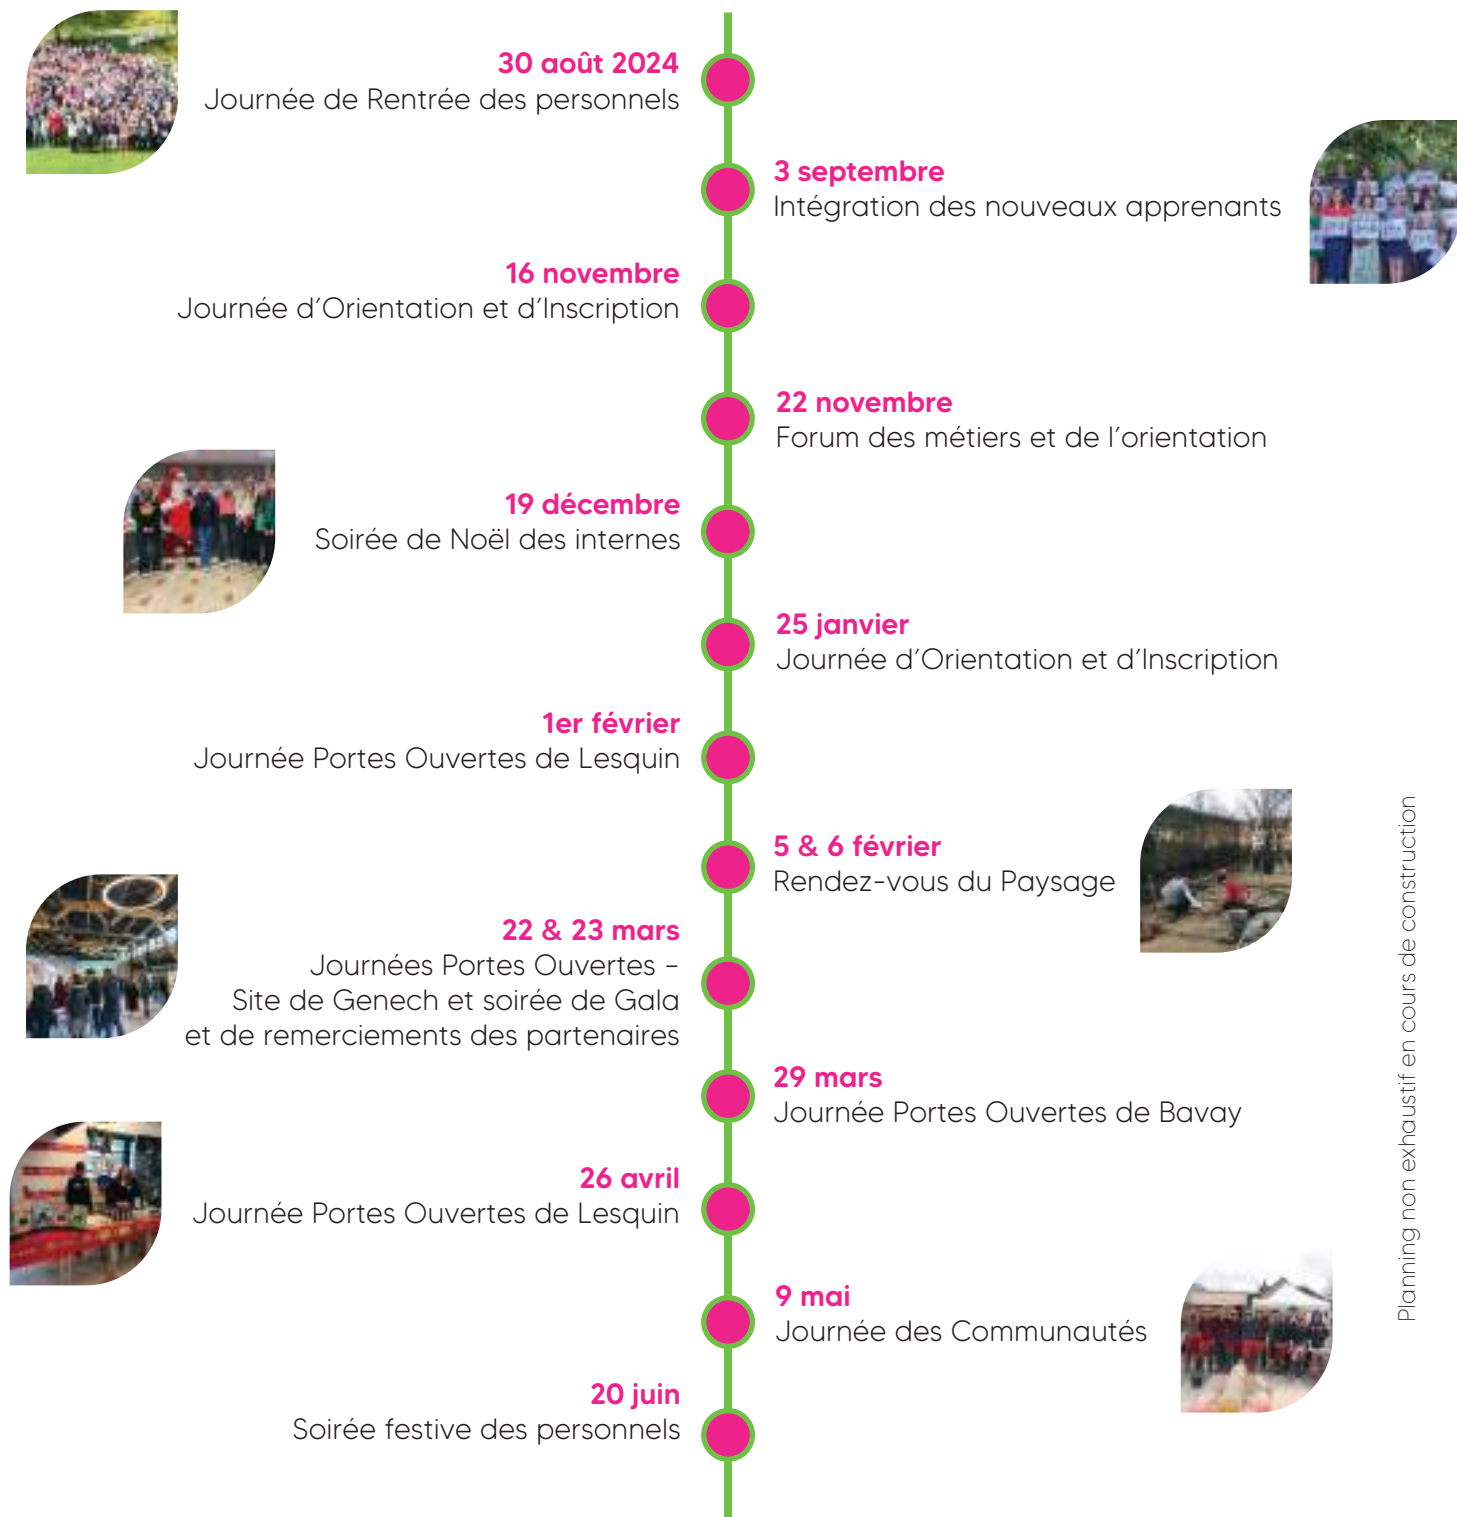 30 août 2024
Journée de Rentrée des personnels
3 septembre
Intégration des nouveaux apprenants
16 novembre
Journée d’Orientation et d’Inscription
22 novembre
Forum des métiers et de l’orientation
19 décembre
Soirée de Noël des internes
25 janvier
Journée d’Orientation et d’Inscription
1er février
Journée Portes Ouvertes de Lesquin
5 & 6 février
Rendez-vous du Paysage
22 & 23 mars
Journées Portes Ouvertes –
Site de Genech et soirée de Gala
et de remerciements des partenaires
29 mars
Journée Portes Ouvertes de Bavay
26 avril
Journée Portes Ouvertes de Lesquin
9 mai
Journée des Communautés
20 juin
Soirée festive des personnels
Planning non exhaustif en cours de construction